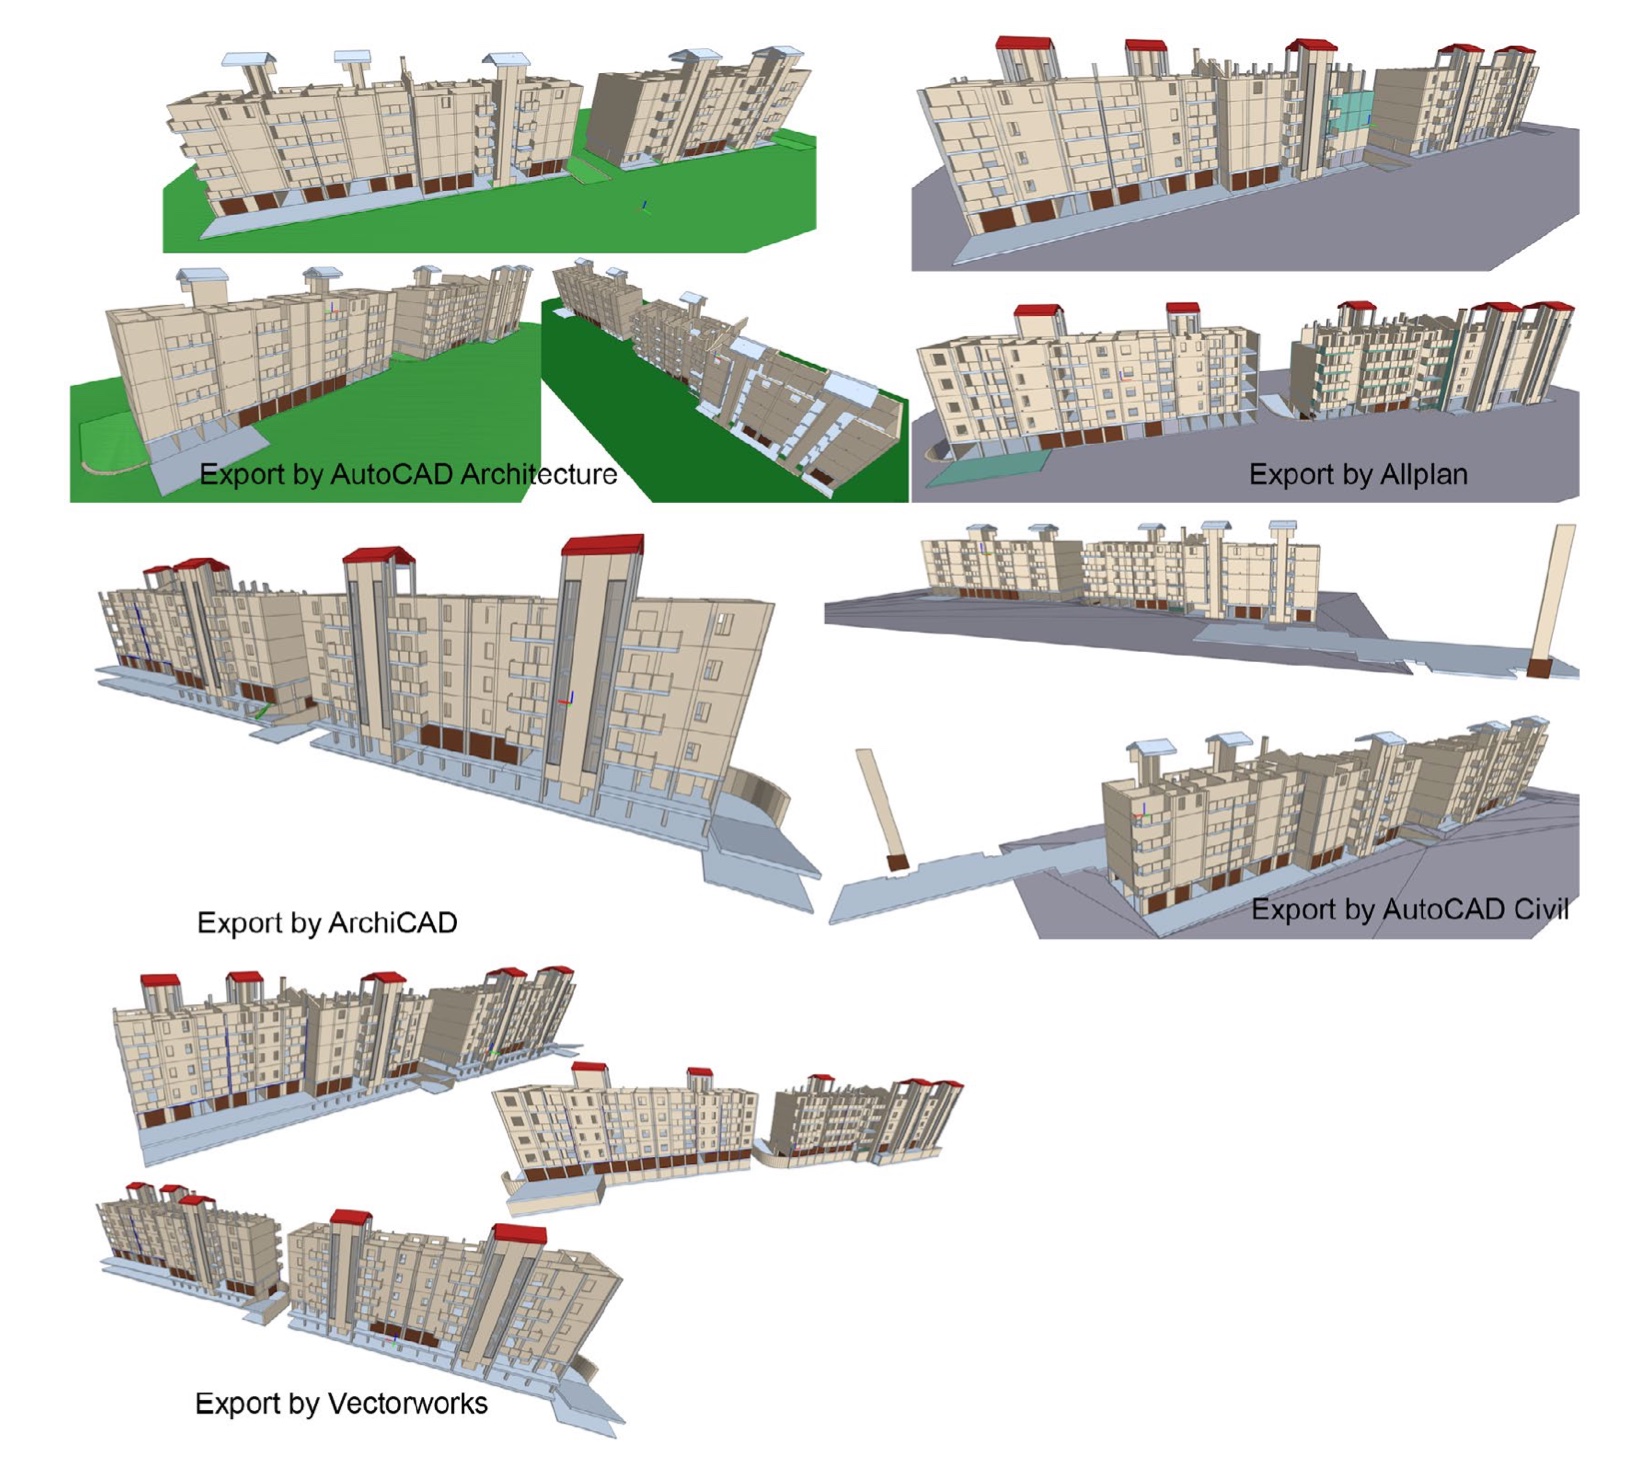 Export by AutoCAD Architecture
Export by Allplan
Export by ArchiCAD
Export by AutoCAD Civil
Export by Vectorworks